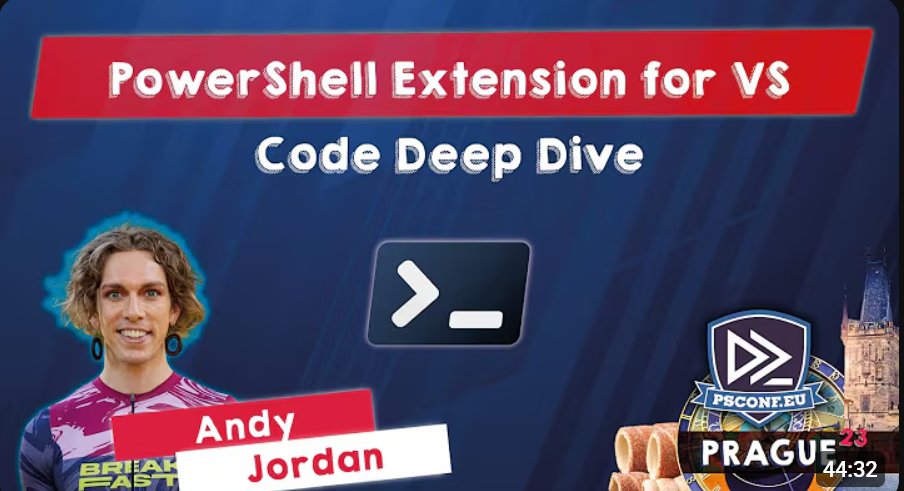 PowerShell Extension for VS
Code Deep Dive
Andy
Jordan
BREAK
FAST
PSCONF.EU
PRAGUE 23
44:32